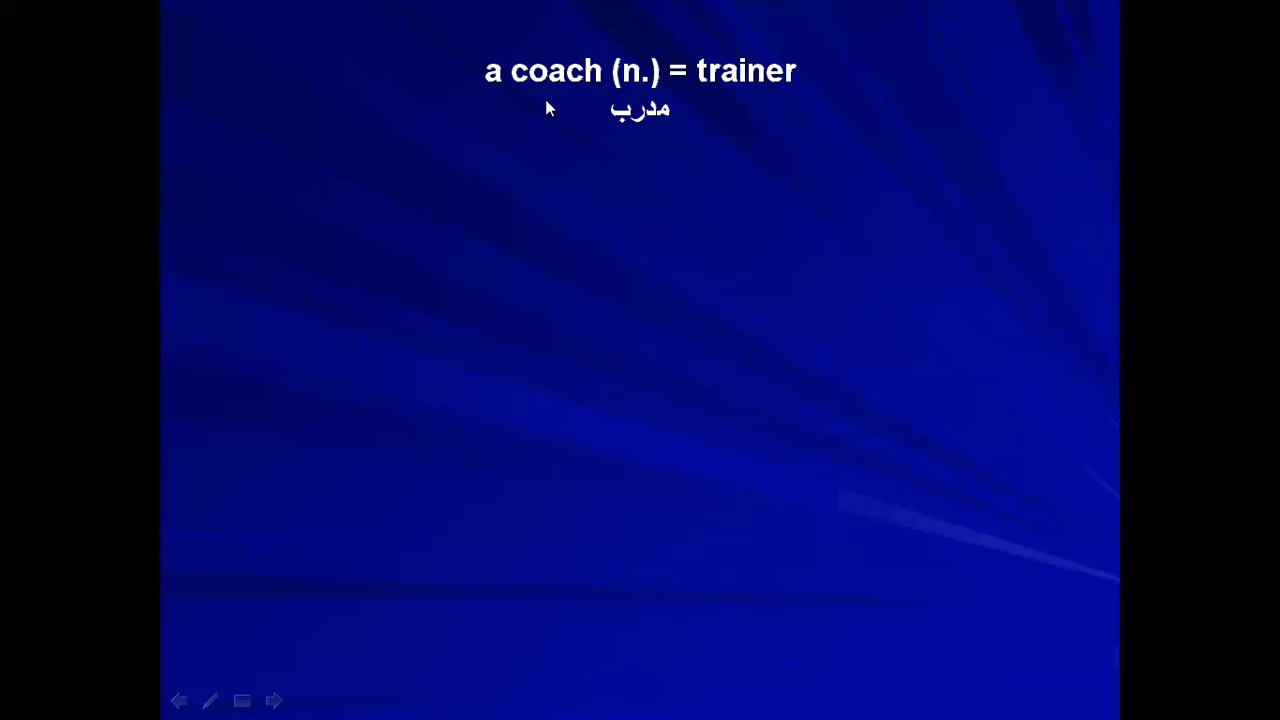 a coach (n.) = trainer
مدرب